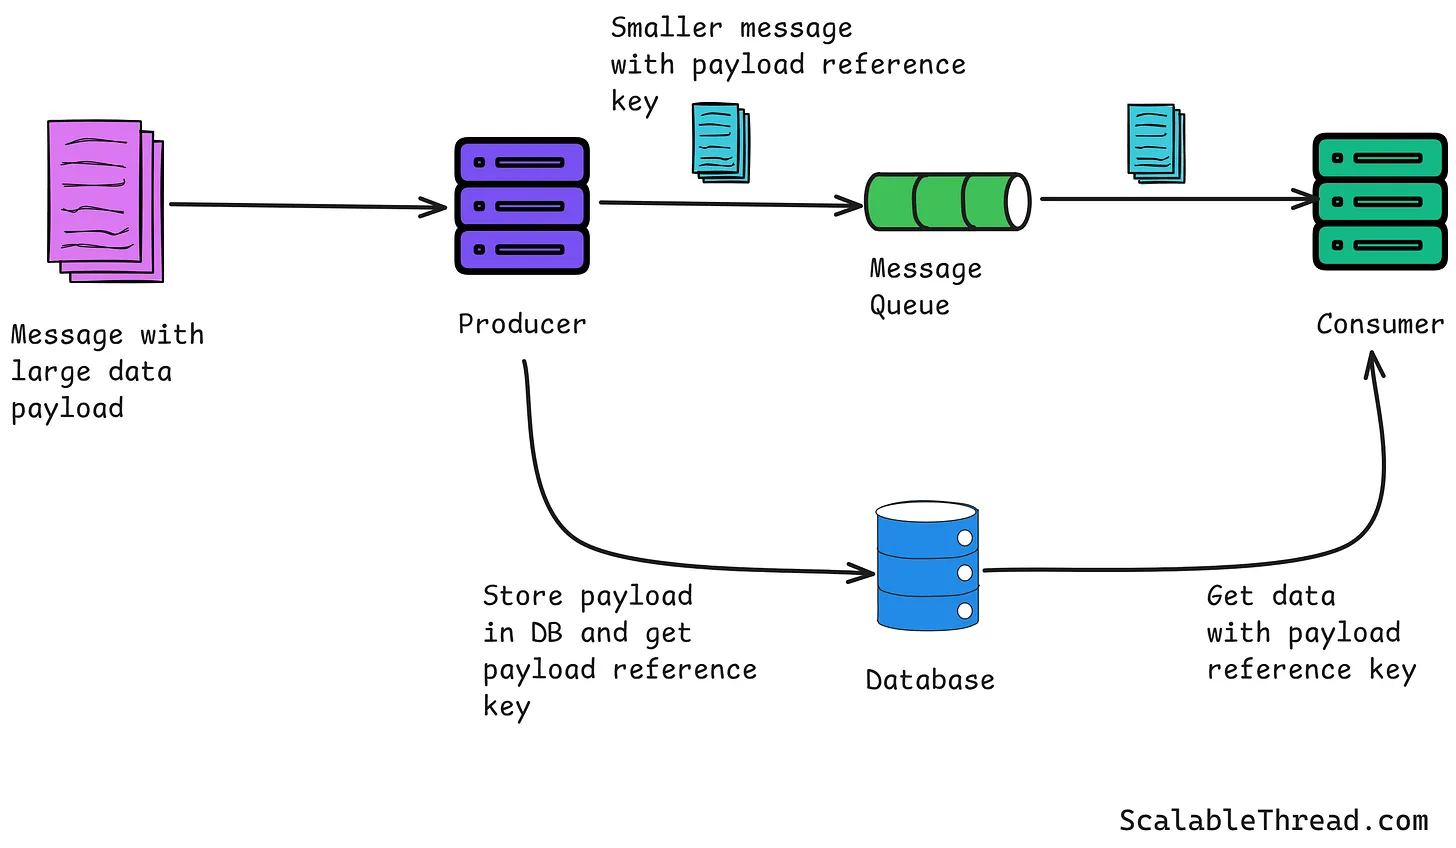 Smaller message
with payload reference
key
Message
Queue
Producer
Consumer
Message with
large data
payload
Store payload
in DB and get
payload reference
key
Get data
with payload
reference key
Database
ScalableThread.com